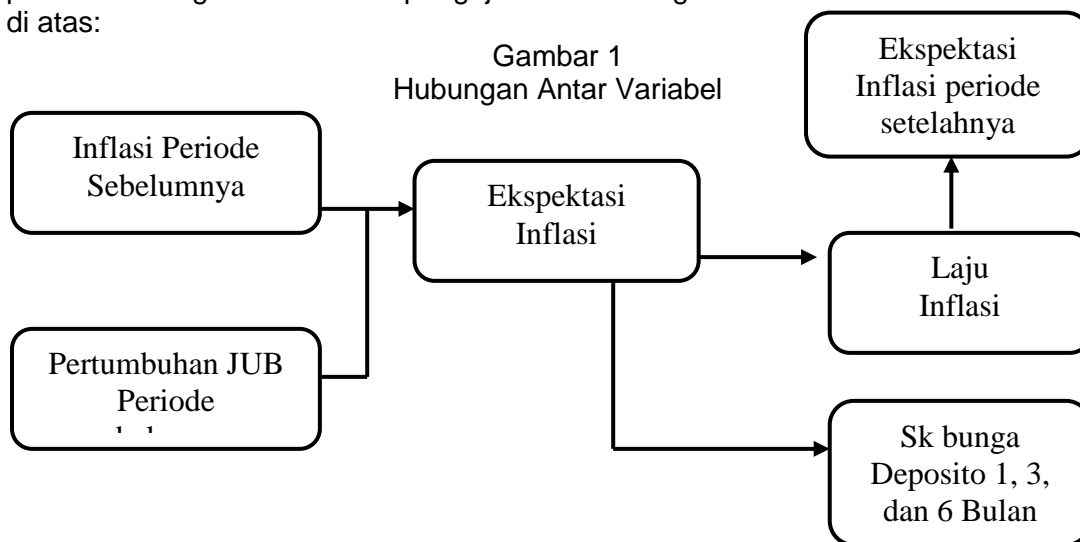 di atas:
Gambar 1
Hubungan Antar Variabel
Ekspektasi
Inflasi periode
setelahnya
Inflasi Periode
Sebelumnya
Ekspektasi
Inflasi
Laju
Inflasi
Pertumbuhan JUB
Periode
Sk bunga
Deposito 1, 3,
dan 6 Bulan